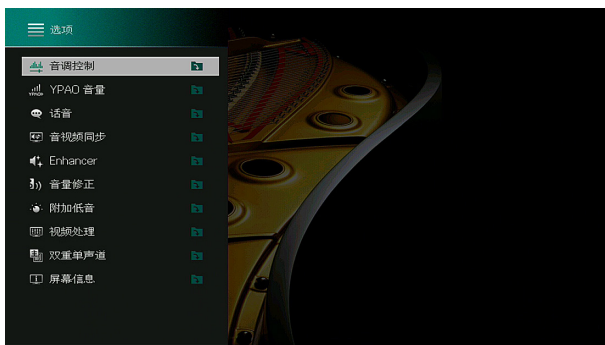 选项
音调控制
YPAO 音量
话音
音视频同步
Enhancer
音量修正
附加低音
视频处理
双重单声道
屏幕信息